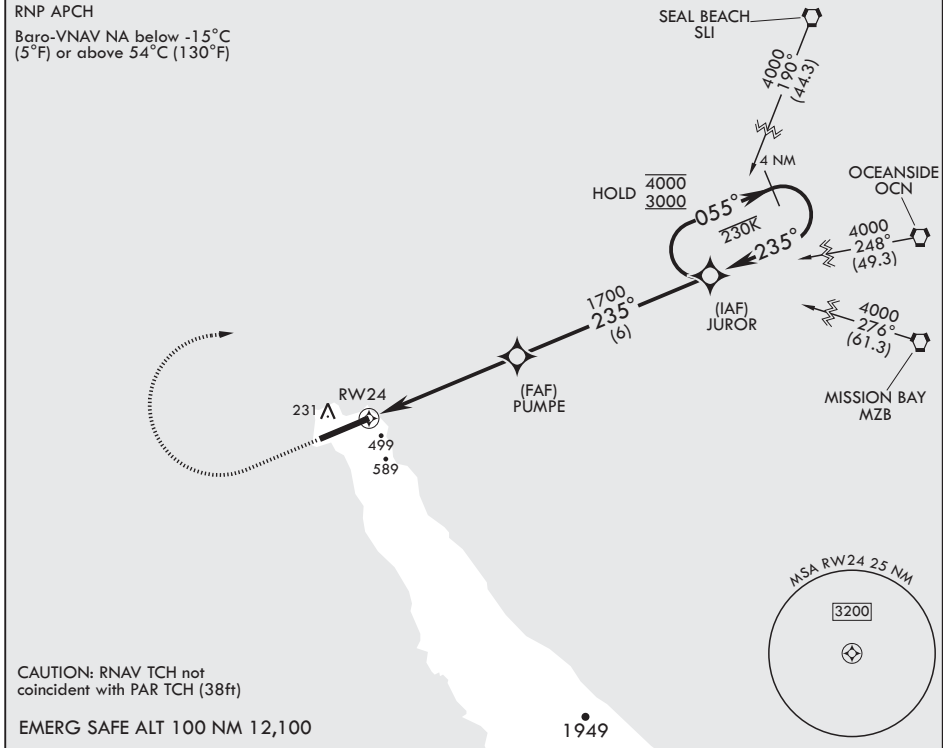 RNP APCH
Baro-VNAV NA below -15°C
(5°F) or above 54°C (130°F)
SEAL BEACH
SLI
4000
190°
(44.3)
4 NM
HOLD 4000
3000
055°
230K
235°
OCEANSIDE
OCN
4000
248°
(49.3)
(IAF)
JUROR
1700
235°
(6)
4000
276°
(61.3)
MISSION BAY
MZB
(FAF)
PUMPE
RW24
231
499
589
MSA RW24 25 NM
3200
CAUTION: RNAV TCH not
coincident with PAR TCH (38ft)
EMERG SAFE ALT 100 NM 12,100
1949